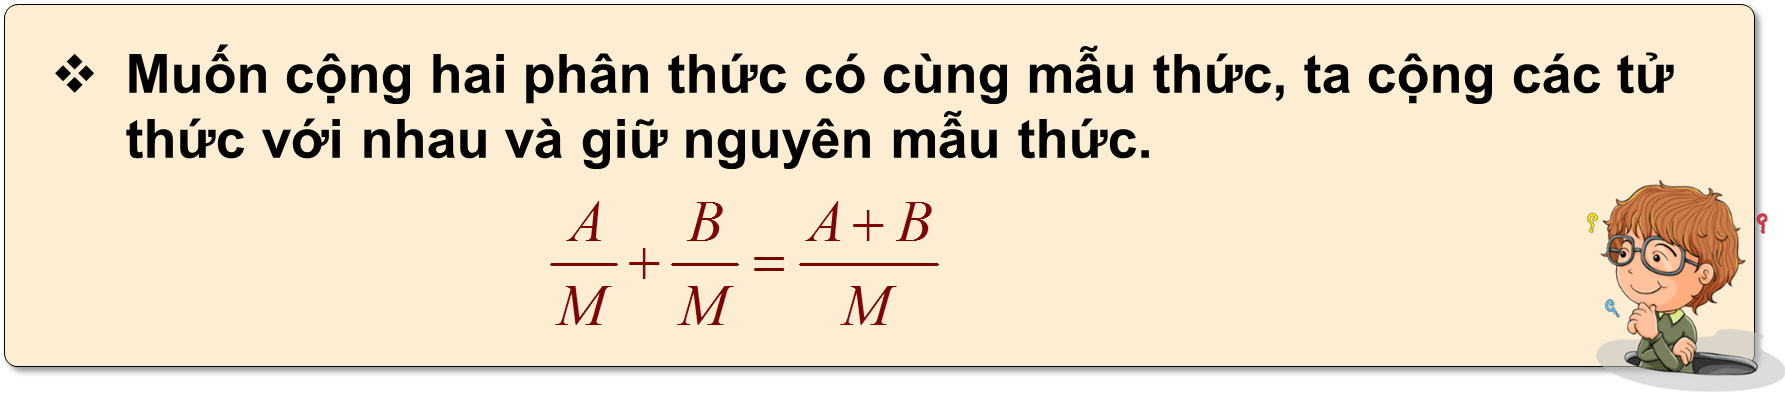 ❖ Muốn cộng hai phân thức có cùng mẫu thức, ta cộng các tử
thức với nhau và giữ nguyên mẫu thức.
A/M + B/M = (A + B)/M